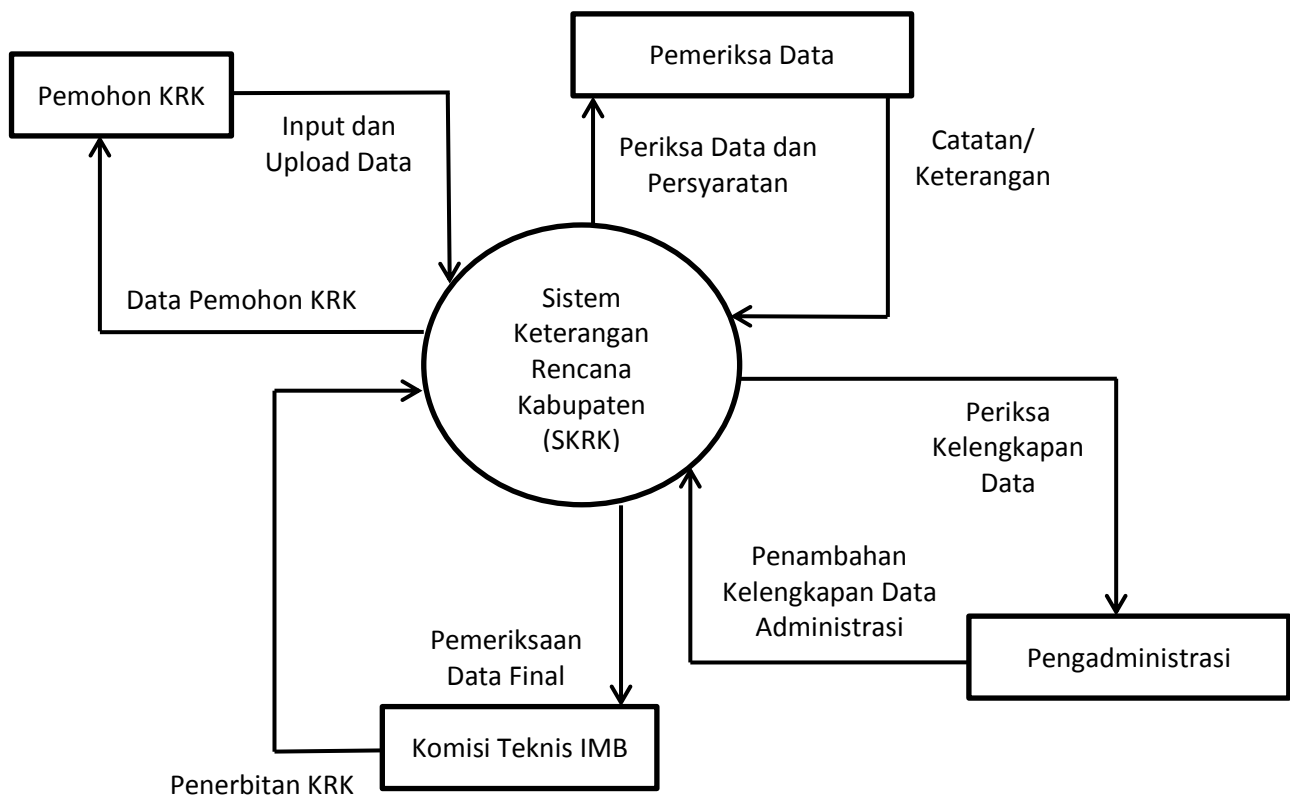 Pemeriksa Data
Pemohon KRK
Input dan
Upload Data
Periksa Data dan
Persyaratan
Catatan/
Keterangan
Data Pemohon KRK
Sistem
Keterangan
Rencana
Kabupaten
(SKRK)
Periksa
Kelengkapan
Data
Penambahan
Kelengkapan Data
Administrasi
Pengadministrasi
Pemeriksaan
Data Final
Komisi Teknis IMB
Penerbitan KRK